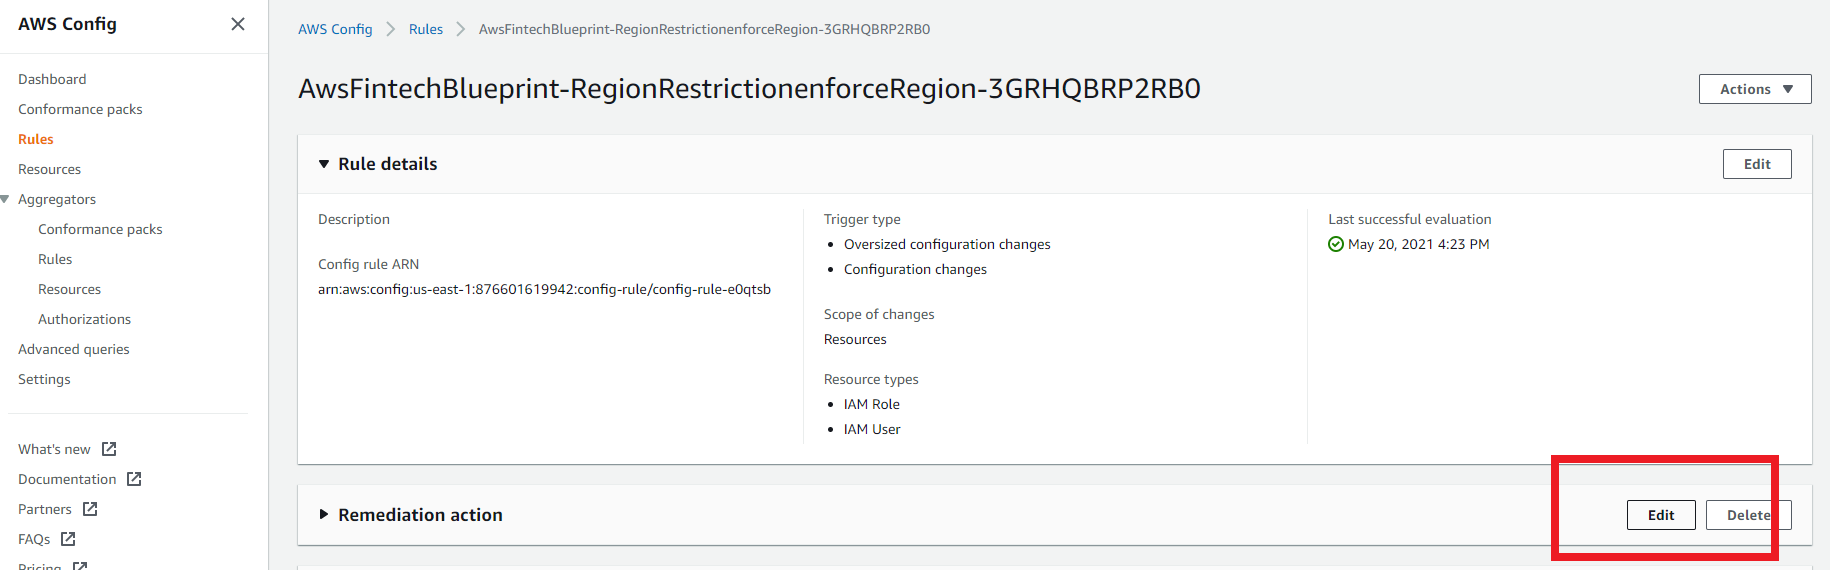 AWS Config
Dashboard
Conformance packs
Rules
Resources
Aggregators
Conformance packs
Rules
Resources
Authorizations
Advanced queries
Settings
What's new
Documentation
Partners
FAQs
Pricing
AWS Config > Rules > AwsFintechBlueprint-RegionRestrictionenforceRegion-3GRHQBRP2RB0
AwsFintechBlueprint-RegionRestrictionenforceRegion-3GRHQBRP2RB0
Actions
Rule details
Edit
Description
Config rule ARN
arn:aws:config:us-east-1:876601619942:config-rule/config-rule-e0qtsb
Trigger type
• Oversized configuration changes
• Configuration changes
Scope of changes
Resources
Resource types
• IAM Role
• IAM User
Last successful evaluation
May 20, 2021 4:23 PM
Remediation action
Edit
Delete